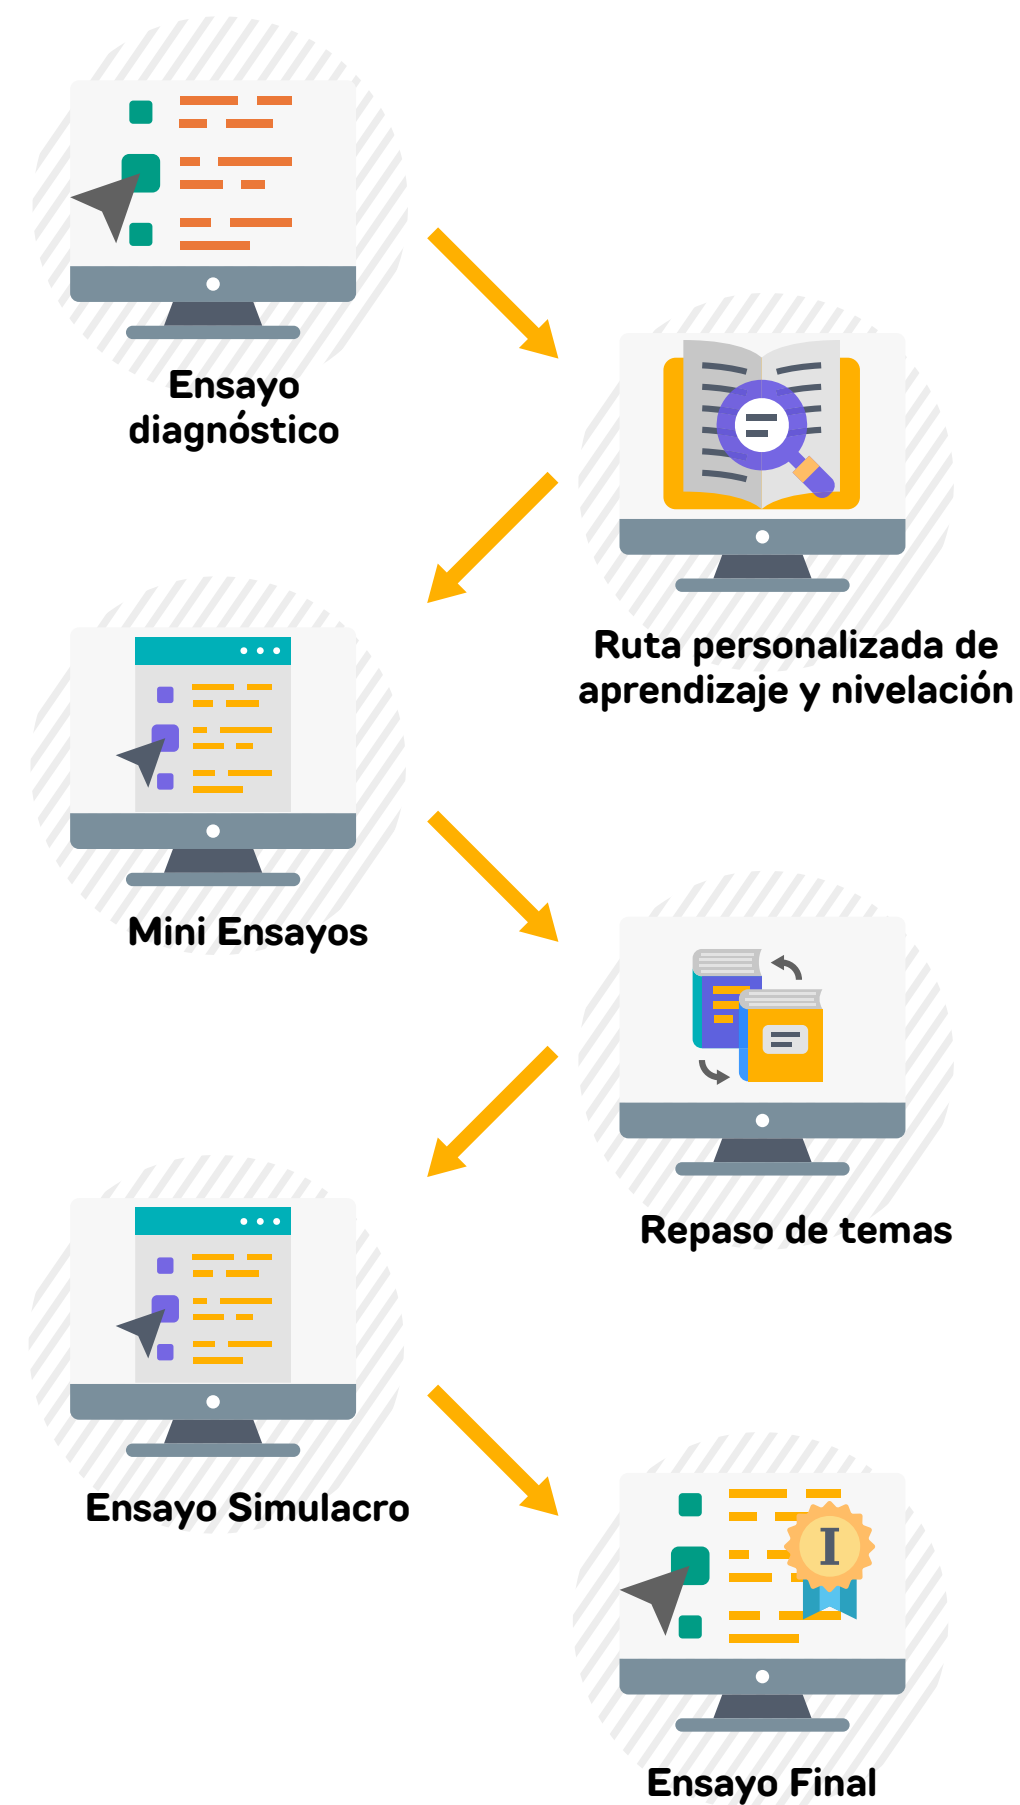 Ensayo
diagnóstico
Ruta personalizada de
aprendizaje y nivelación
Mini Ensayos
Repaso de temas
Ensayo Simulacro
I
Ensayo Final